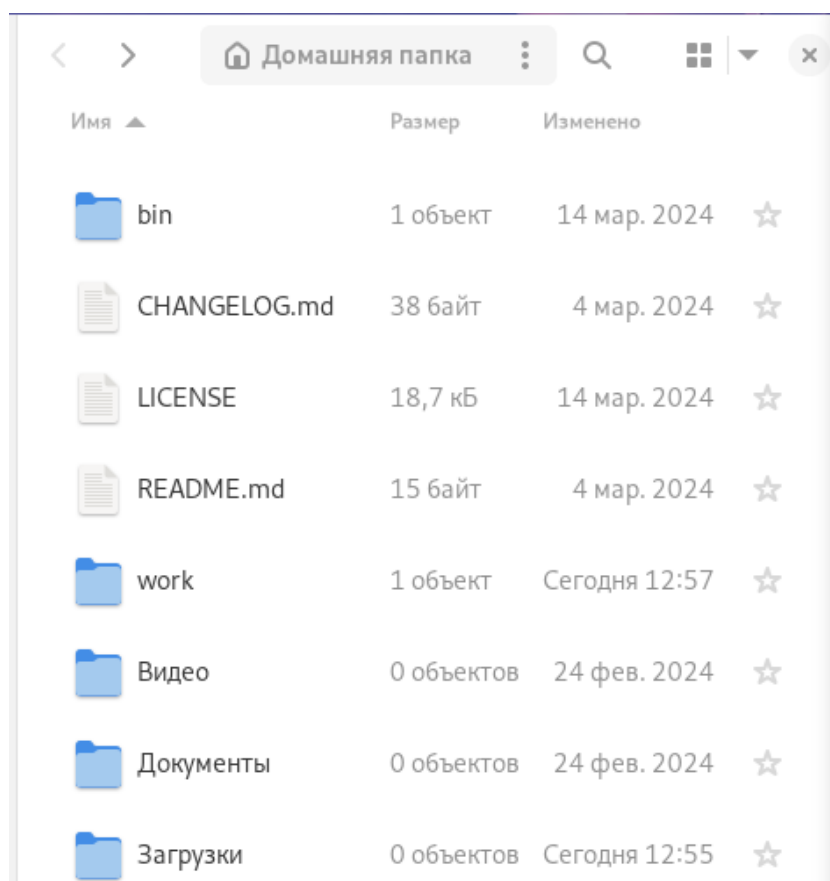 Домашняя папка
Имя Размер Изменено
bin 1 объект 14 мар. 2024
CHANGELOG.md 38 байт 4 мар. 2024
LICENSE 18,7 кБ 14 мар. 2024
README.md 15 байт 4 мар. 2024
work 1 объект Сегодня 12:57
Видео 0 объектов 24 фев. 2024
Документы 0 объектов 24 фев. 2024
Загрузки 0 объектов Сегодня 12:55